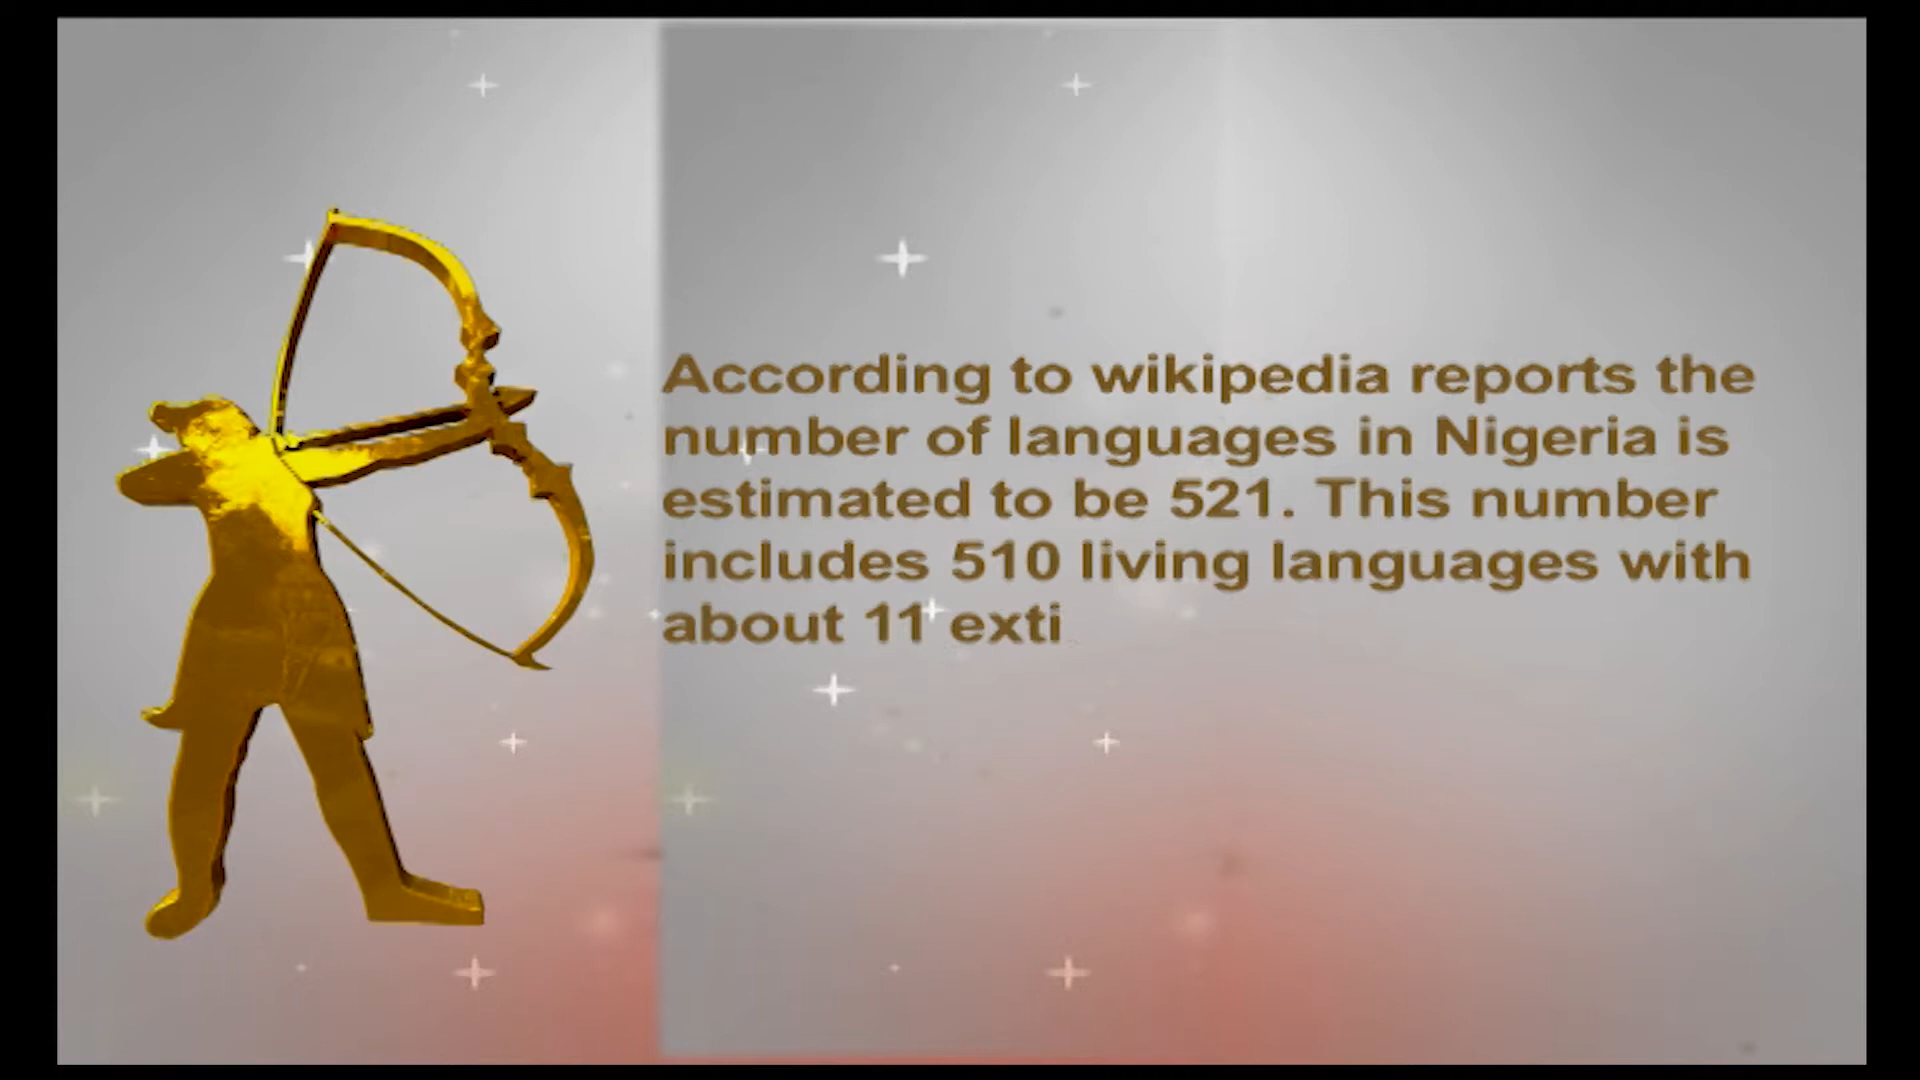 According to wikipedia reports the
number of languages in Nigeria is
estimated to be 521. This number
includes 510 living languages with
about 11 exti